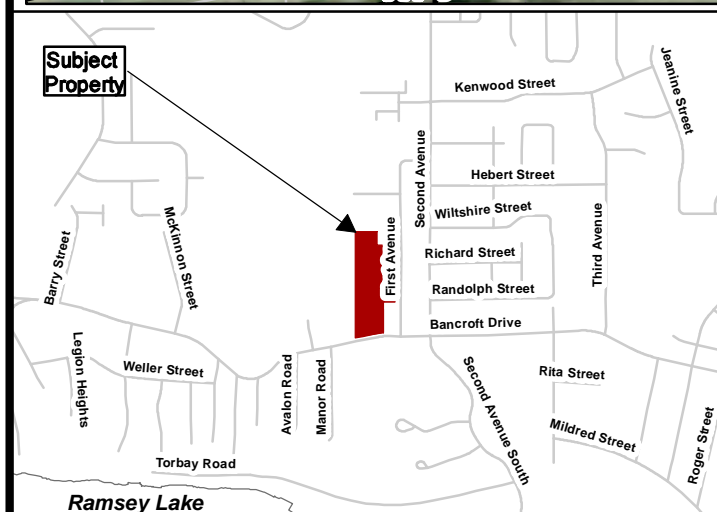 Subject
Property
Kenwood Street
Jeanine Street
Second Avenue
Hebert Street
Wiltshire Street
McKinnon Street
Barry Street
First Avenue
Third Avenue
Richard Street
Randolph Street
Bancroft Drive
Legion Heights
Weller Street
Avalon Road
Manor Road
Second Avenue South
Rita Street
Mildred Street
Roger Street
Torbay Road
Ramsey Lake